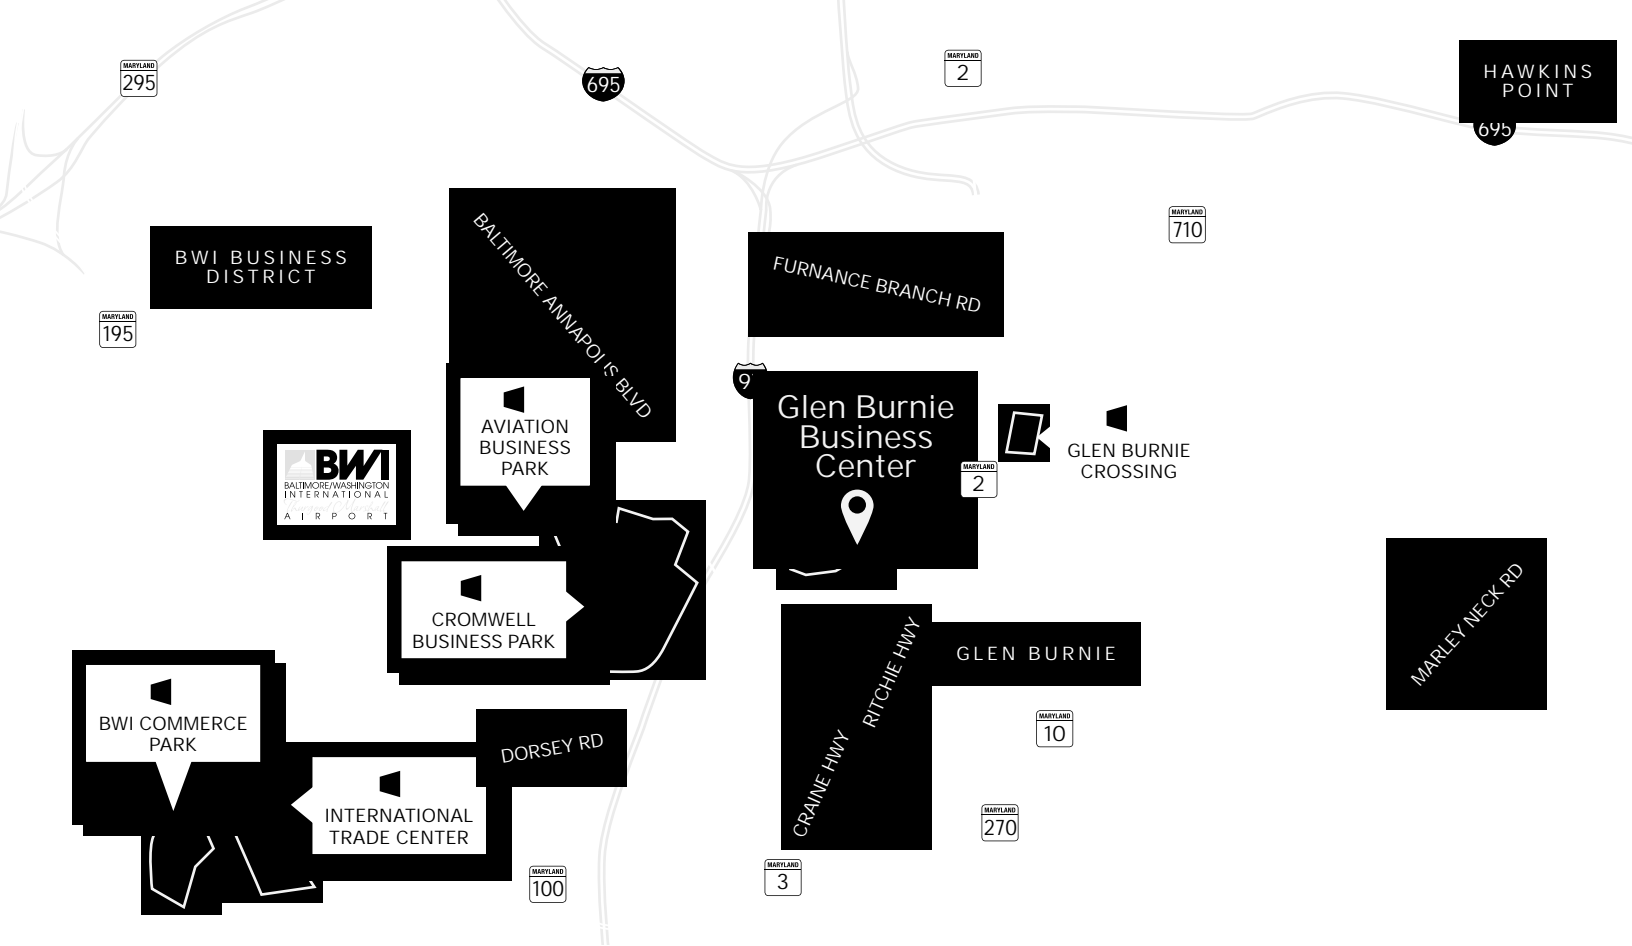 MARYLAND
295
695
MARYLAND
2
HAWKINS
POINT
695
MARYLAND
710
BWI BUSINESS
DISTRICT
BALTIMORE ANNAPOLIS BLVD
FURNANCE BRANCH RD
MARYLAND
195
9
AVIATION
BUSINESS
PARK
Glen Burnie
Business
Center
MARYLAND
2
GLEN BURNIE
CROSSING
BWI
BALTIMORE/WASHINGTON
INTERNATIONAL
AIRPORT
CROMWELL
BUSINESS PARK
MARLEY NECK RD
RITCHIE HWY
GLEN BURNIE
CRAINE HWY
BWI COMMERCE
PARK
DORSEY RD
MARYLAND
10
INTERNATIONAL
TRADE CENTER
MARYLAND
270
MARYLAND
100
MARYLAND
3